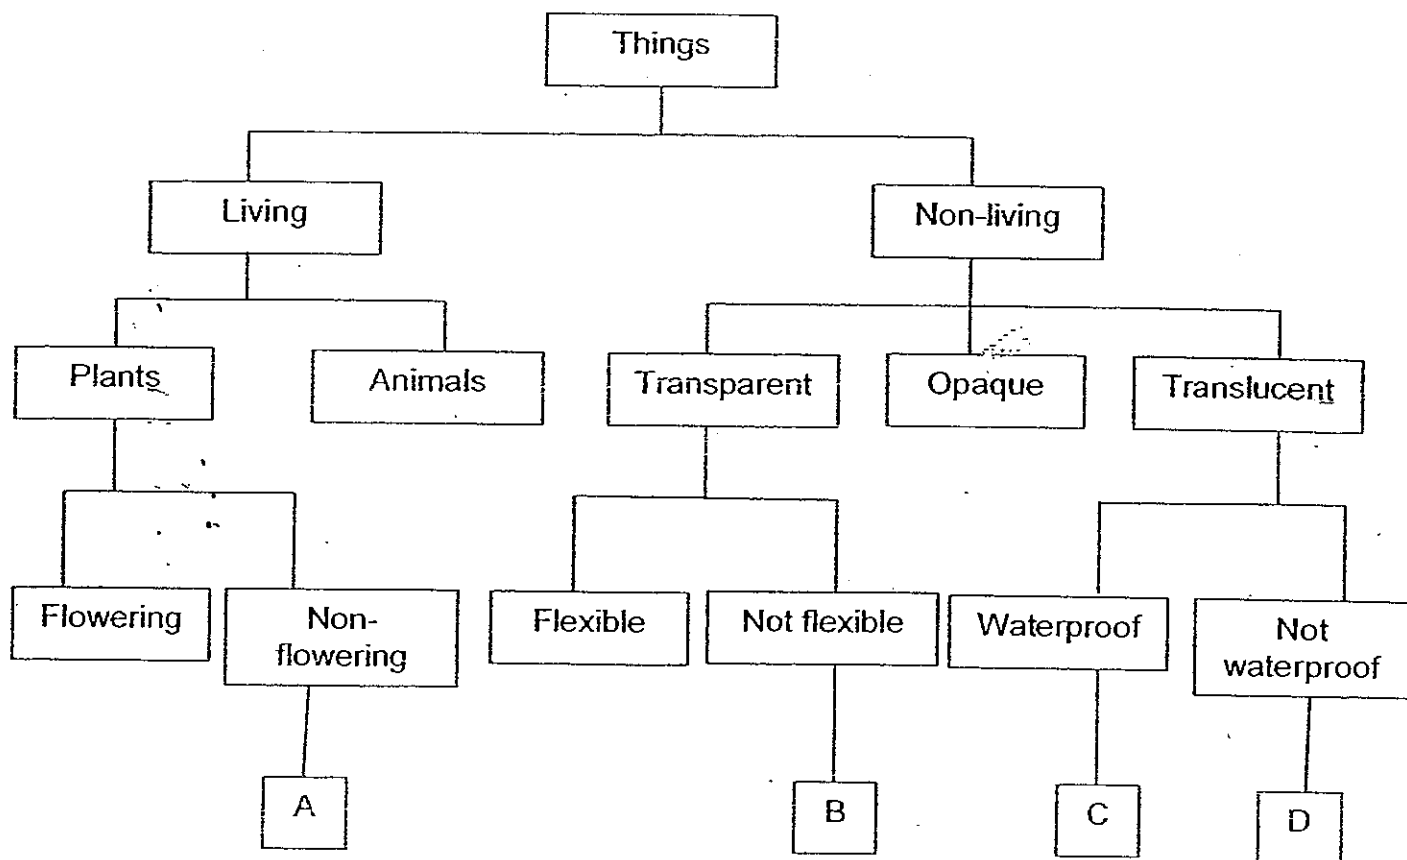 Things
Living
Non-living
Plants
Animals
Transparent
Opaque
Translucent
Flowering
Non-
flowering
Flexible
Not flexible
Waterproof
Not
waterproof
A
B
C
D